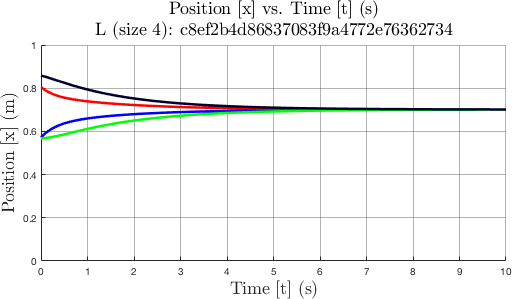 Position [x] vs. Time [t] (s)
L (size 4): c8ef2b4d86837083f9a4772e76362734
Position [x] (m)
1
0.8
0.6
0.4
0.2
0
0 1 2 3 4 5 6 7 8 9 10
Time [t] (s)